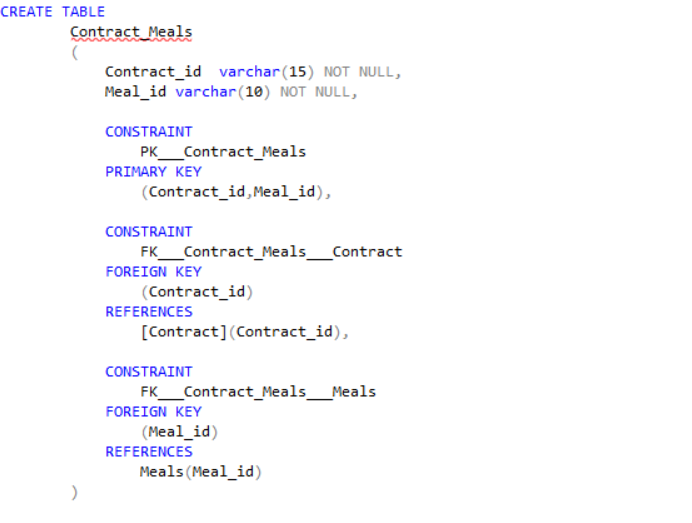 CREATE TABLE
Contract_Meals
(
Contract_id  varchar(15) NOT NULL,
Meal_id varchar(10) NOT NULL,
CONSTRAINT
PK___Contract_Meals
PRIMARY KEY
(Contract_id,Meal_id),
CONSTRAINT
FK___Contract_Meals___Contract
FOREIGN KEY
(Contract_id)
REFERENCES
[Contract](Contract_id),
CONSTRAINT
FK___Contract_Meals___Meals
FOREIGN KEY
(Meal_id)
REFERENCES
Meals(Meal_id)
)